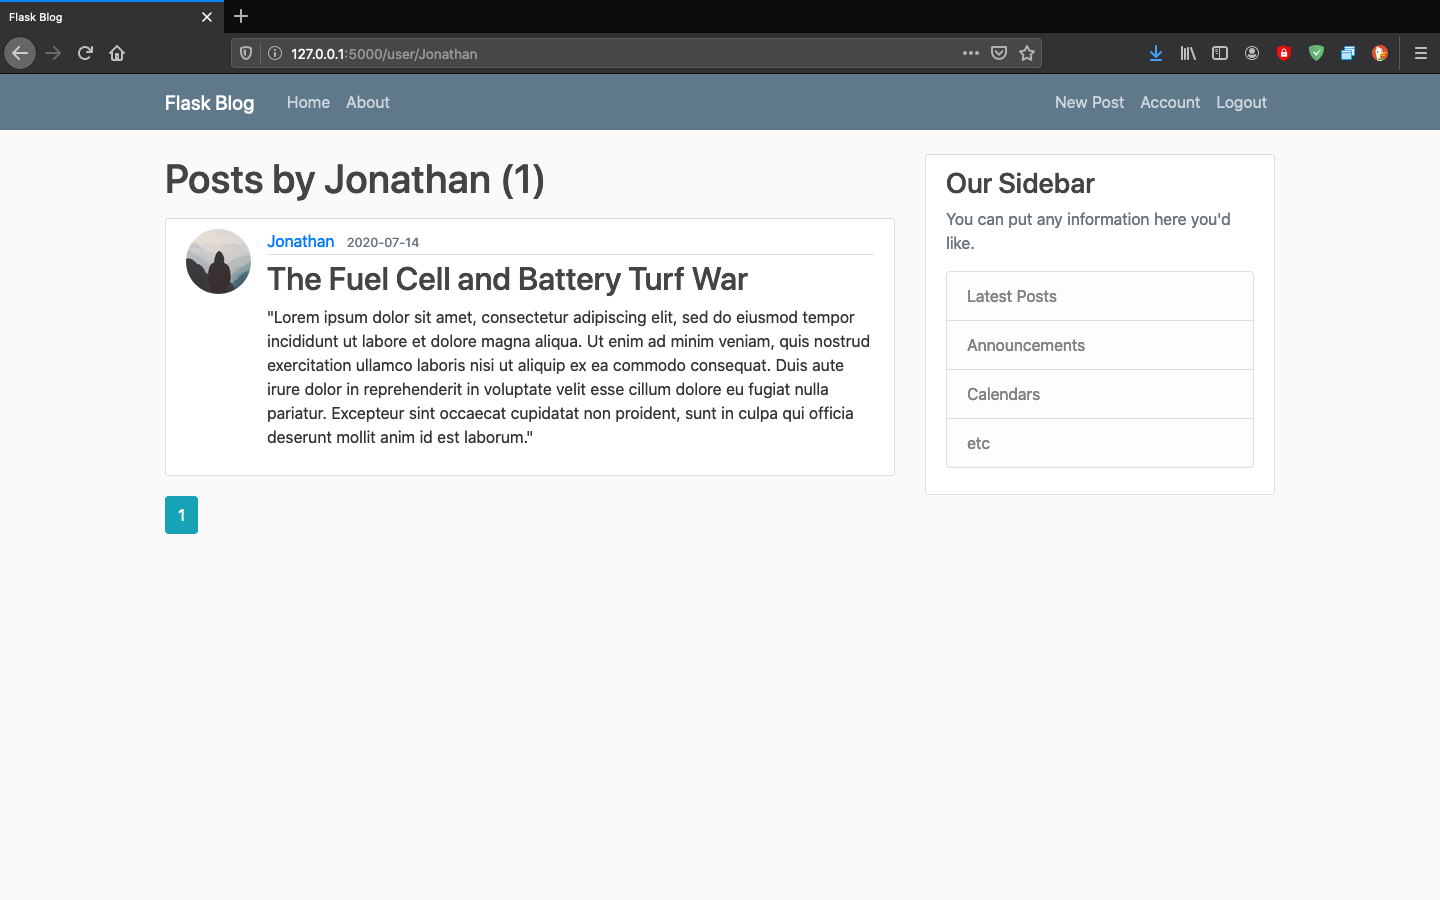 Flask Blog
127.0.0.1:5000/user/Jonathan
Flask Blog Home About New Post Account Logout
Posts by Jonathan (1)
Jonathan 2020-07-14
The Fuel Cell and Battery Turf War
"Lorem ipsum dolor sit amet, consectetur adipiscing elit, sed do eiusmod tempor
incididunt ut labore et dolore magna aliqua. Ut enim ad minim veniam, quis nostrud
exercitation ullamco laboris nisi ut aliquip ex ea commodo consequat. Duis aute
irure dolor in reprehenderit in voluptate velit esse cillum dolore eu fugiat nulla
pariatur. Excepteur sint occaecat cupidatat non proident, sunt in culpa qui officia
deserunt mollit anim id est laborum."
1
Our Sidebar
You can put any information here you'd
like.
Latest Posts
Announcements
Calendars
etc